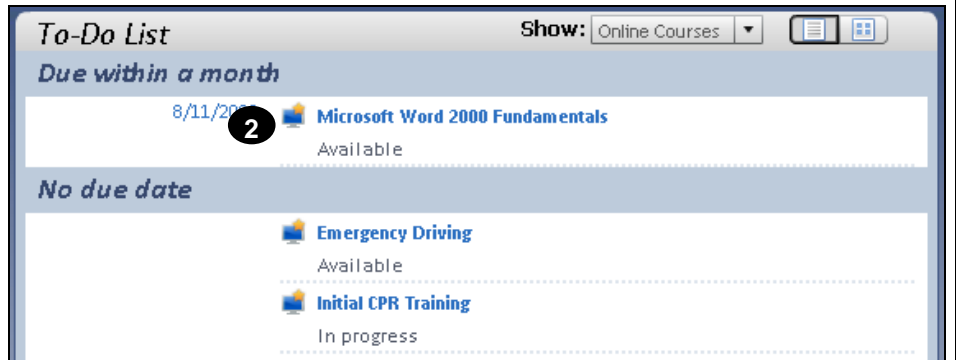 To-Do List Show: Online Courses
Due within a month
2 Microsoft Word 2000 Fundamentals
Available
No due date
Emergency Driving
Available
Initial CPR Training
In progress